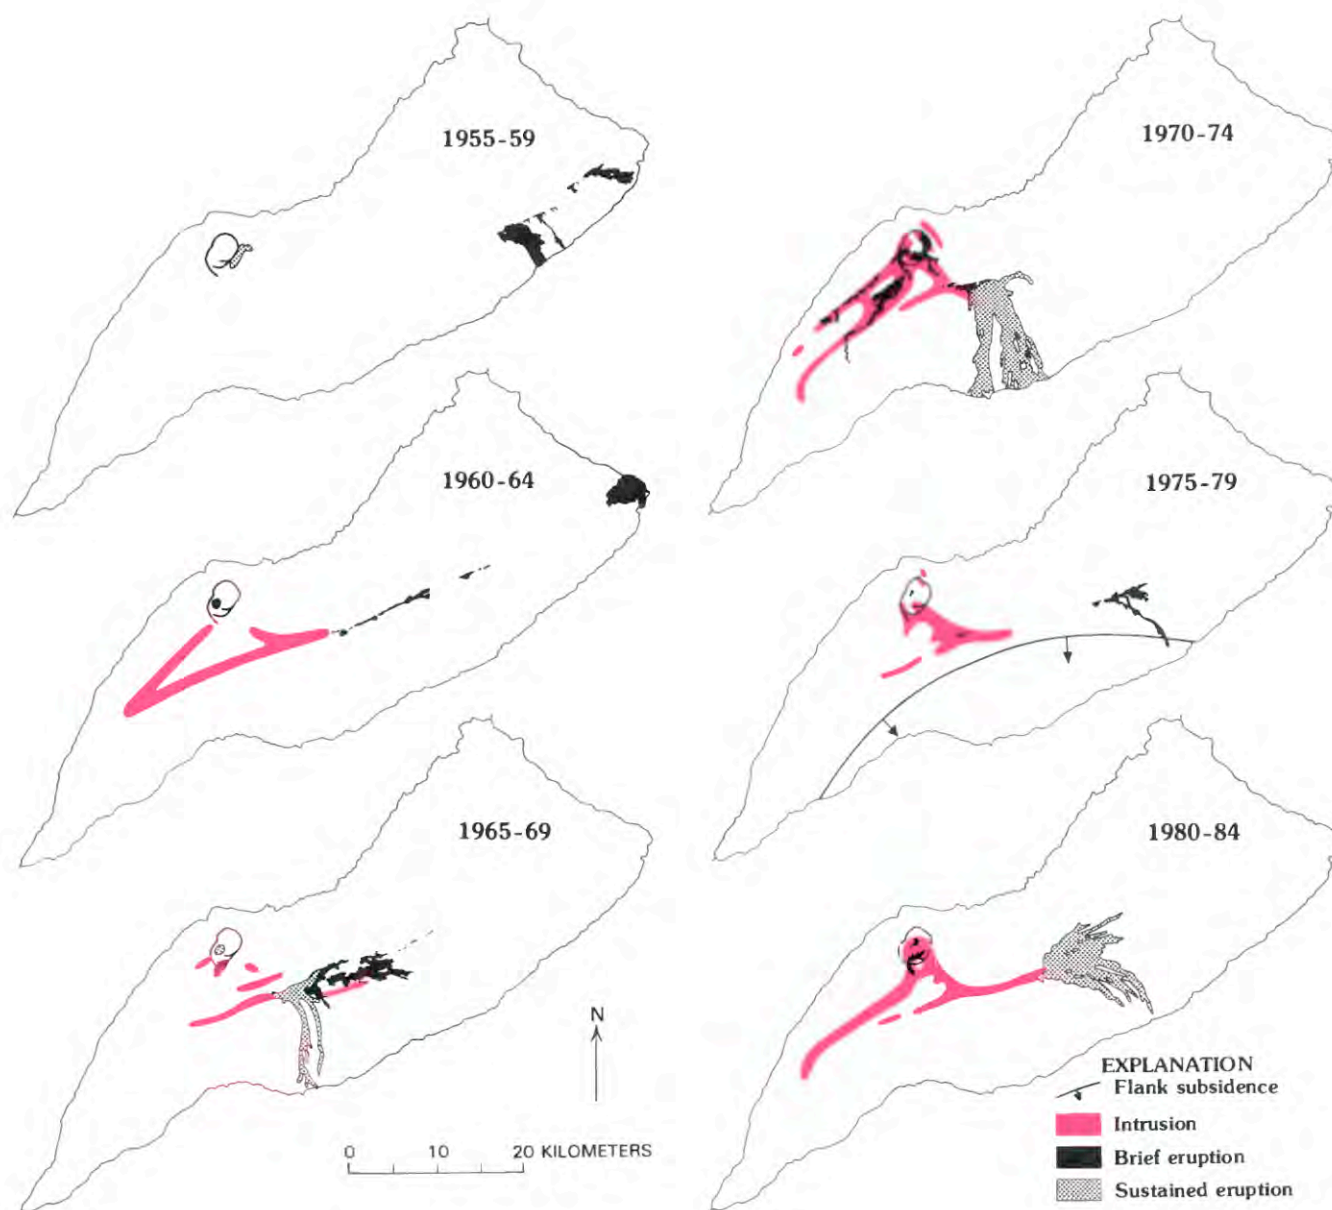 1955-59
1970-74
1960-64
1975-79
1965-69
1980-84
N
0 10 20 KILOMETERS
EXPLANATION
Flank subsidence
Intrusion
Brief eruption
Sustained eruption